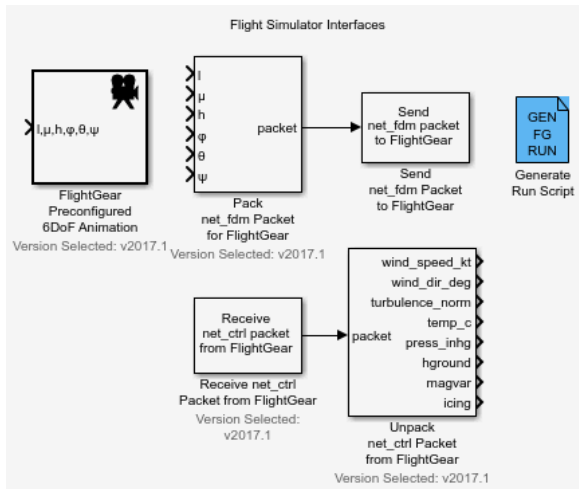 Flight Simulator Interfaces
l,μ,h,φ,θ,ψ
FlightGear
Preconfigured
6DoF Animation
Version Selected: v2017.1
l
μ
h
φ
θ
ψ
packet
Pack
net_fdm Packet
for FlightGear
Version Selected: v2017.1
Send
net_fdm packet
to FlightGear
Send
net_fdm Packet
to FlightGear
GEN
FG
RUN
Generate
Run Script
Receive
net_ctrl packet
from FlightGear
Receive net_ctrl
Packet from FlightGear
Version Selected:
v2017.1
packet
wind_speed_kt
wind_dir_deg
turbulence_norm
temp_c
press_inhg
hground
magvar
icing
Unpack
net_ctrl Packet
from FlightGear
Version Selected: v2017.1